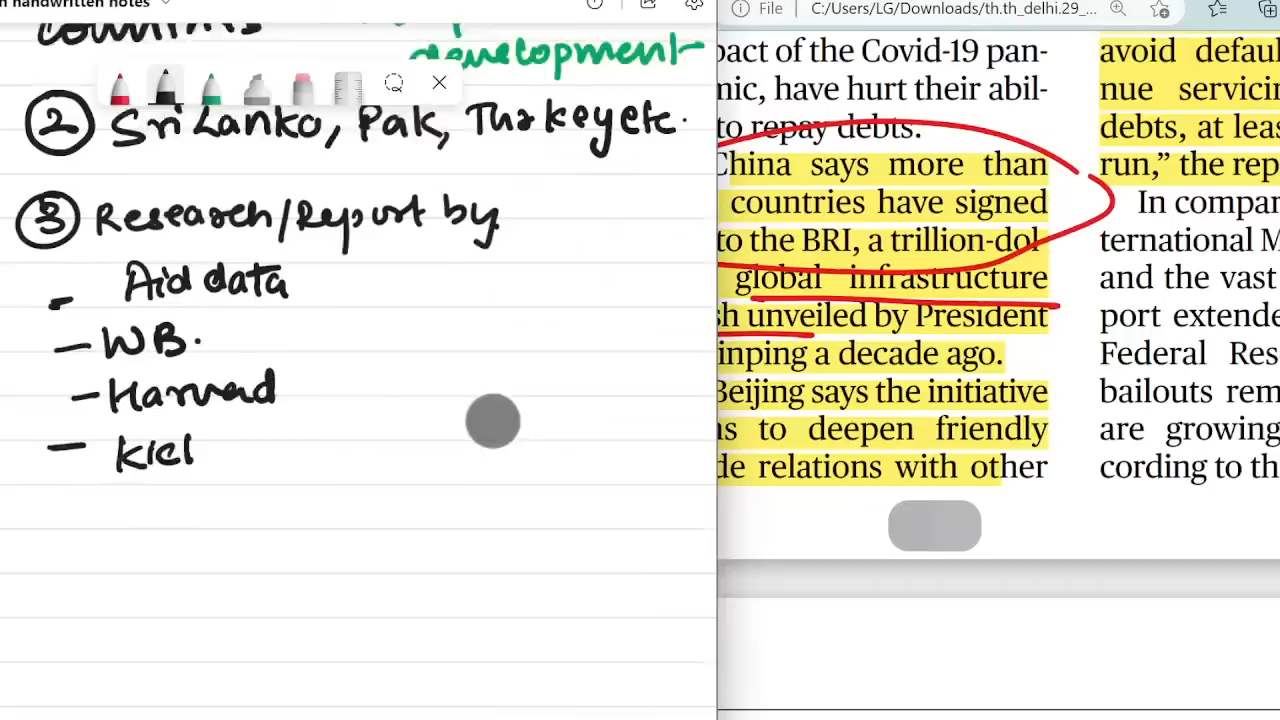 n handwritten notes
countries
development
2 Sri Lanka, Pak, Thrkey etc.
3 Research/Report by
- Aid data
- WB.
- Harvad
- Kiel
File C:/Users/LG/Downloads/th.th_delhi.29_...
pact of the Covid-19 pan-
mic, have hurt their abil-
to repay debts.
China says more than
countries have signed
to the BRI, a trillion-dol-
global infrastructure
sh unveiled by President
inping a decade ago.
Beijing says the initiative
ns to deepen friendly
de relations with other
avoid defaul
nue servicin
debts, at leas
run,” the rep
In compar
ternational M
and the vast
port extende
Federal Res
bailouts rem
are growing
cording to th